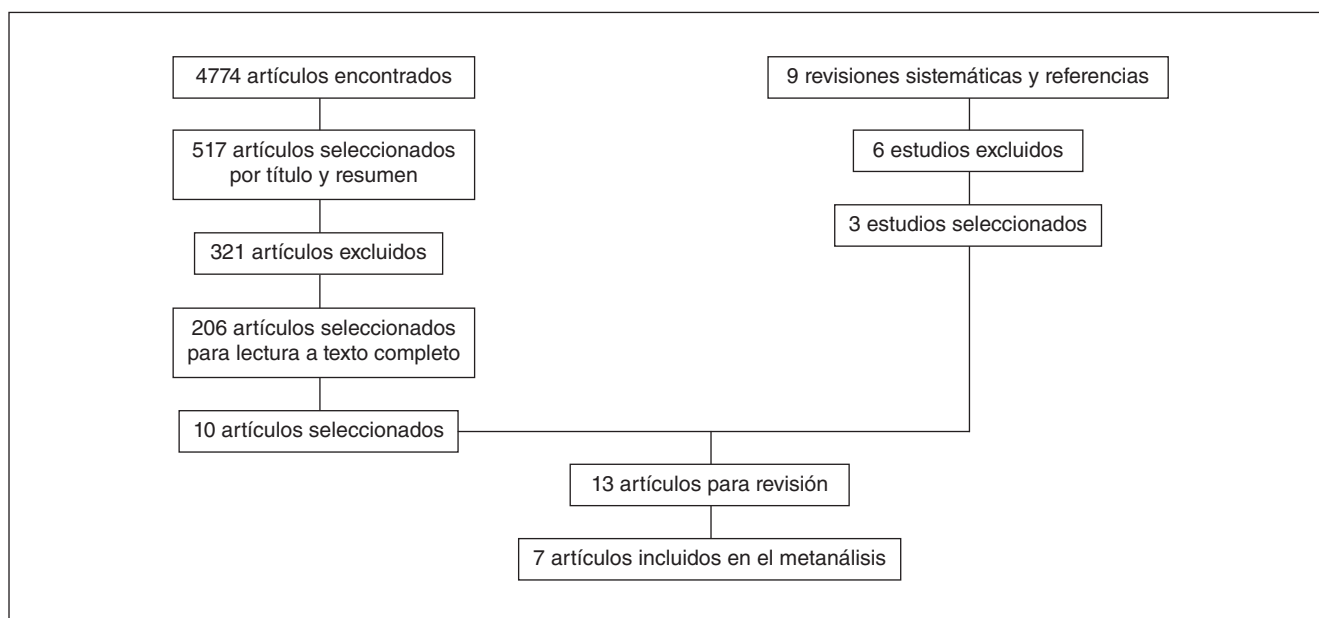 4774 artículos encontrados
517 artículos seleccionados
por título y resumen
321 artículos excluidos
206 artículos seleccionados
para lectura a texto completo
10 artículos seleccionados
9 revisiones sistemáticas y referencias
6 estudios excluidos
3 estudios seleccionados
13 artículos para revisión
7 artículos incluidos en el metanálisis